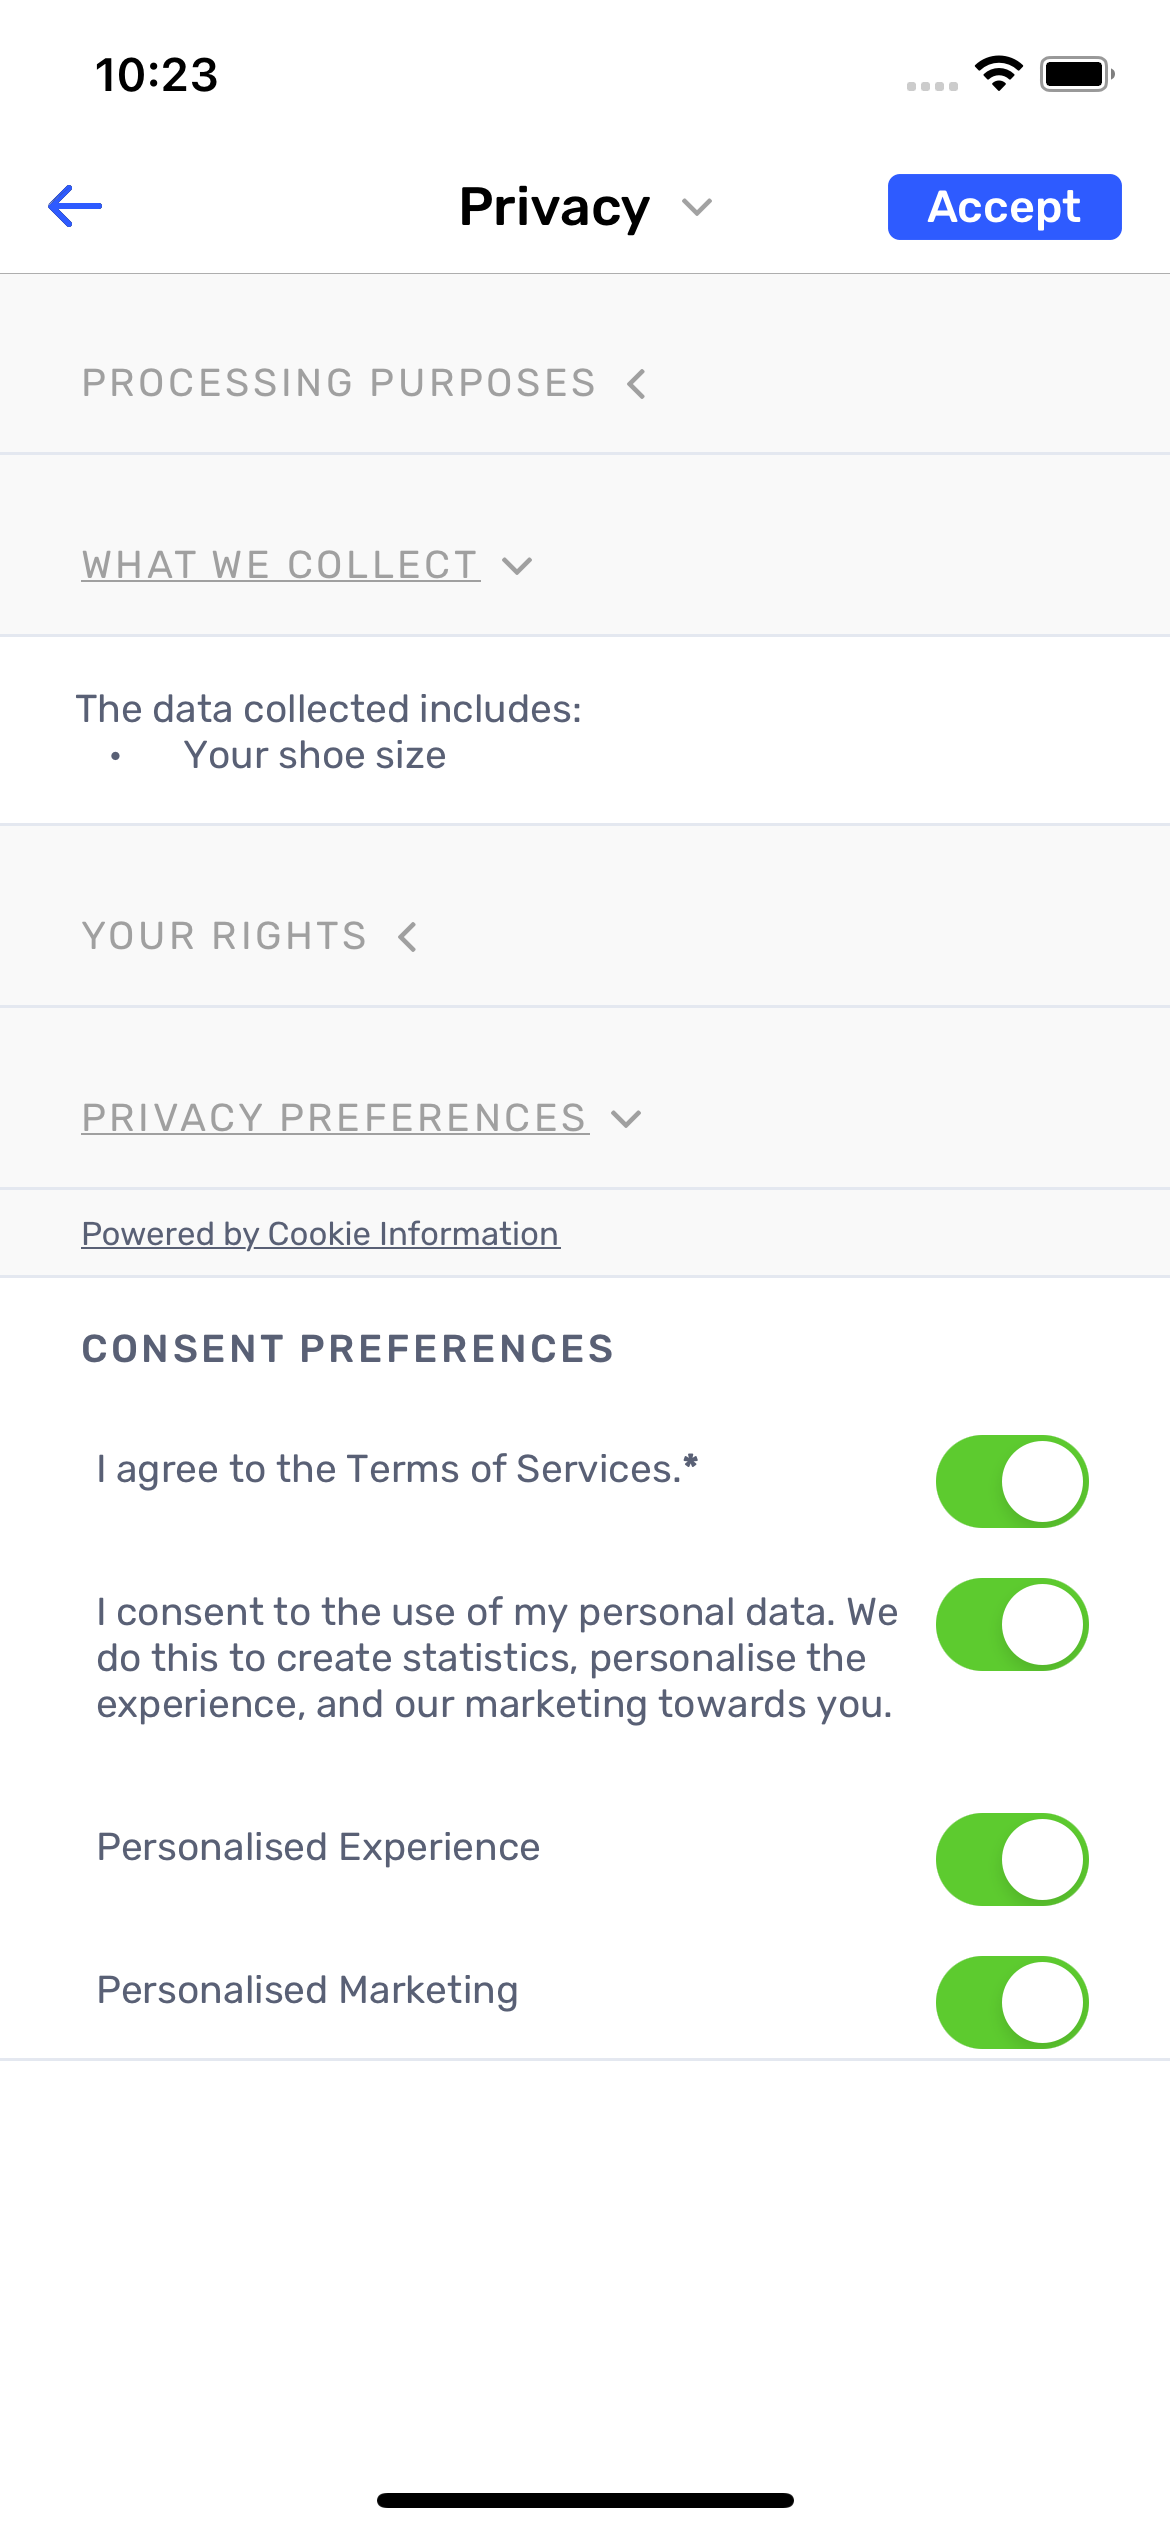 10:23
Privacy
Accept
PROCESSING PURPOSES
WHAT WE COLLECT
The data collected includes:
• Your shoe size
YOUR RIGHTS
PRIVACY PREFERENCES
Powered by Cookie Information
CONSENT PREFERENCES
I agree to the Terms of Services.*
I consent to the use of my personal data. We
do this to create statistics, personalise the
experience, and our marketing towards you.
Personalised Experience
Personalised Marketing